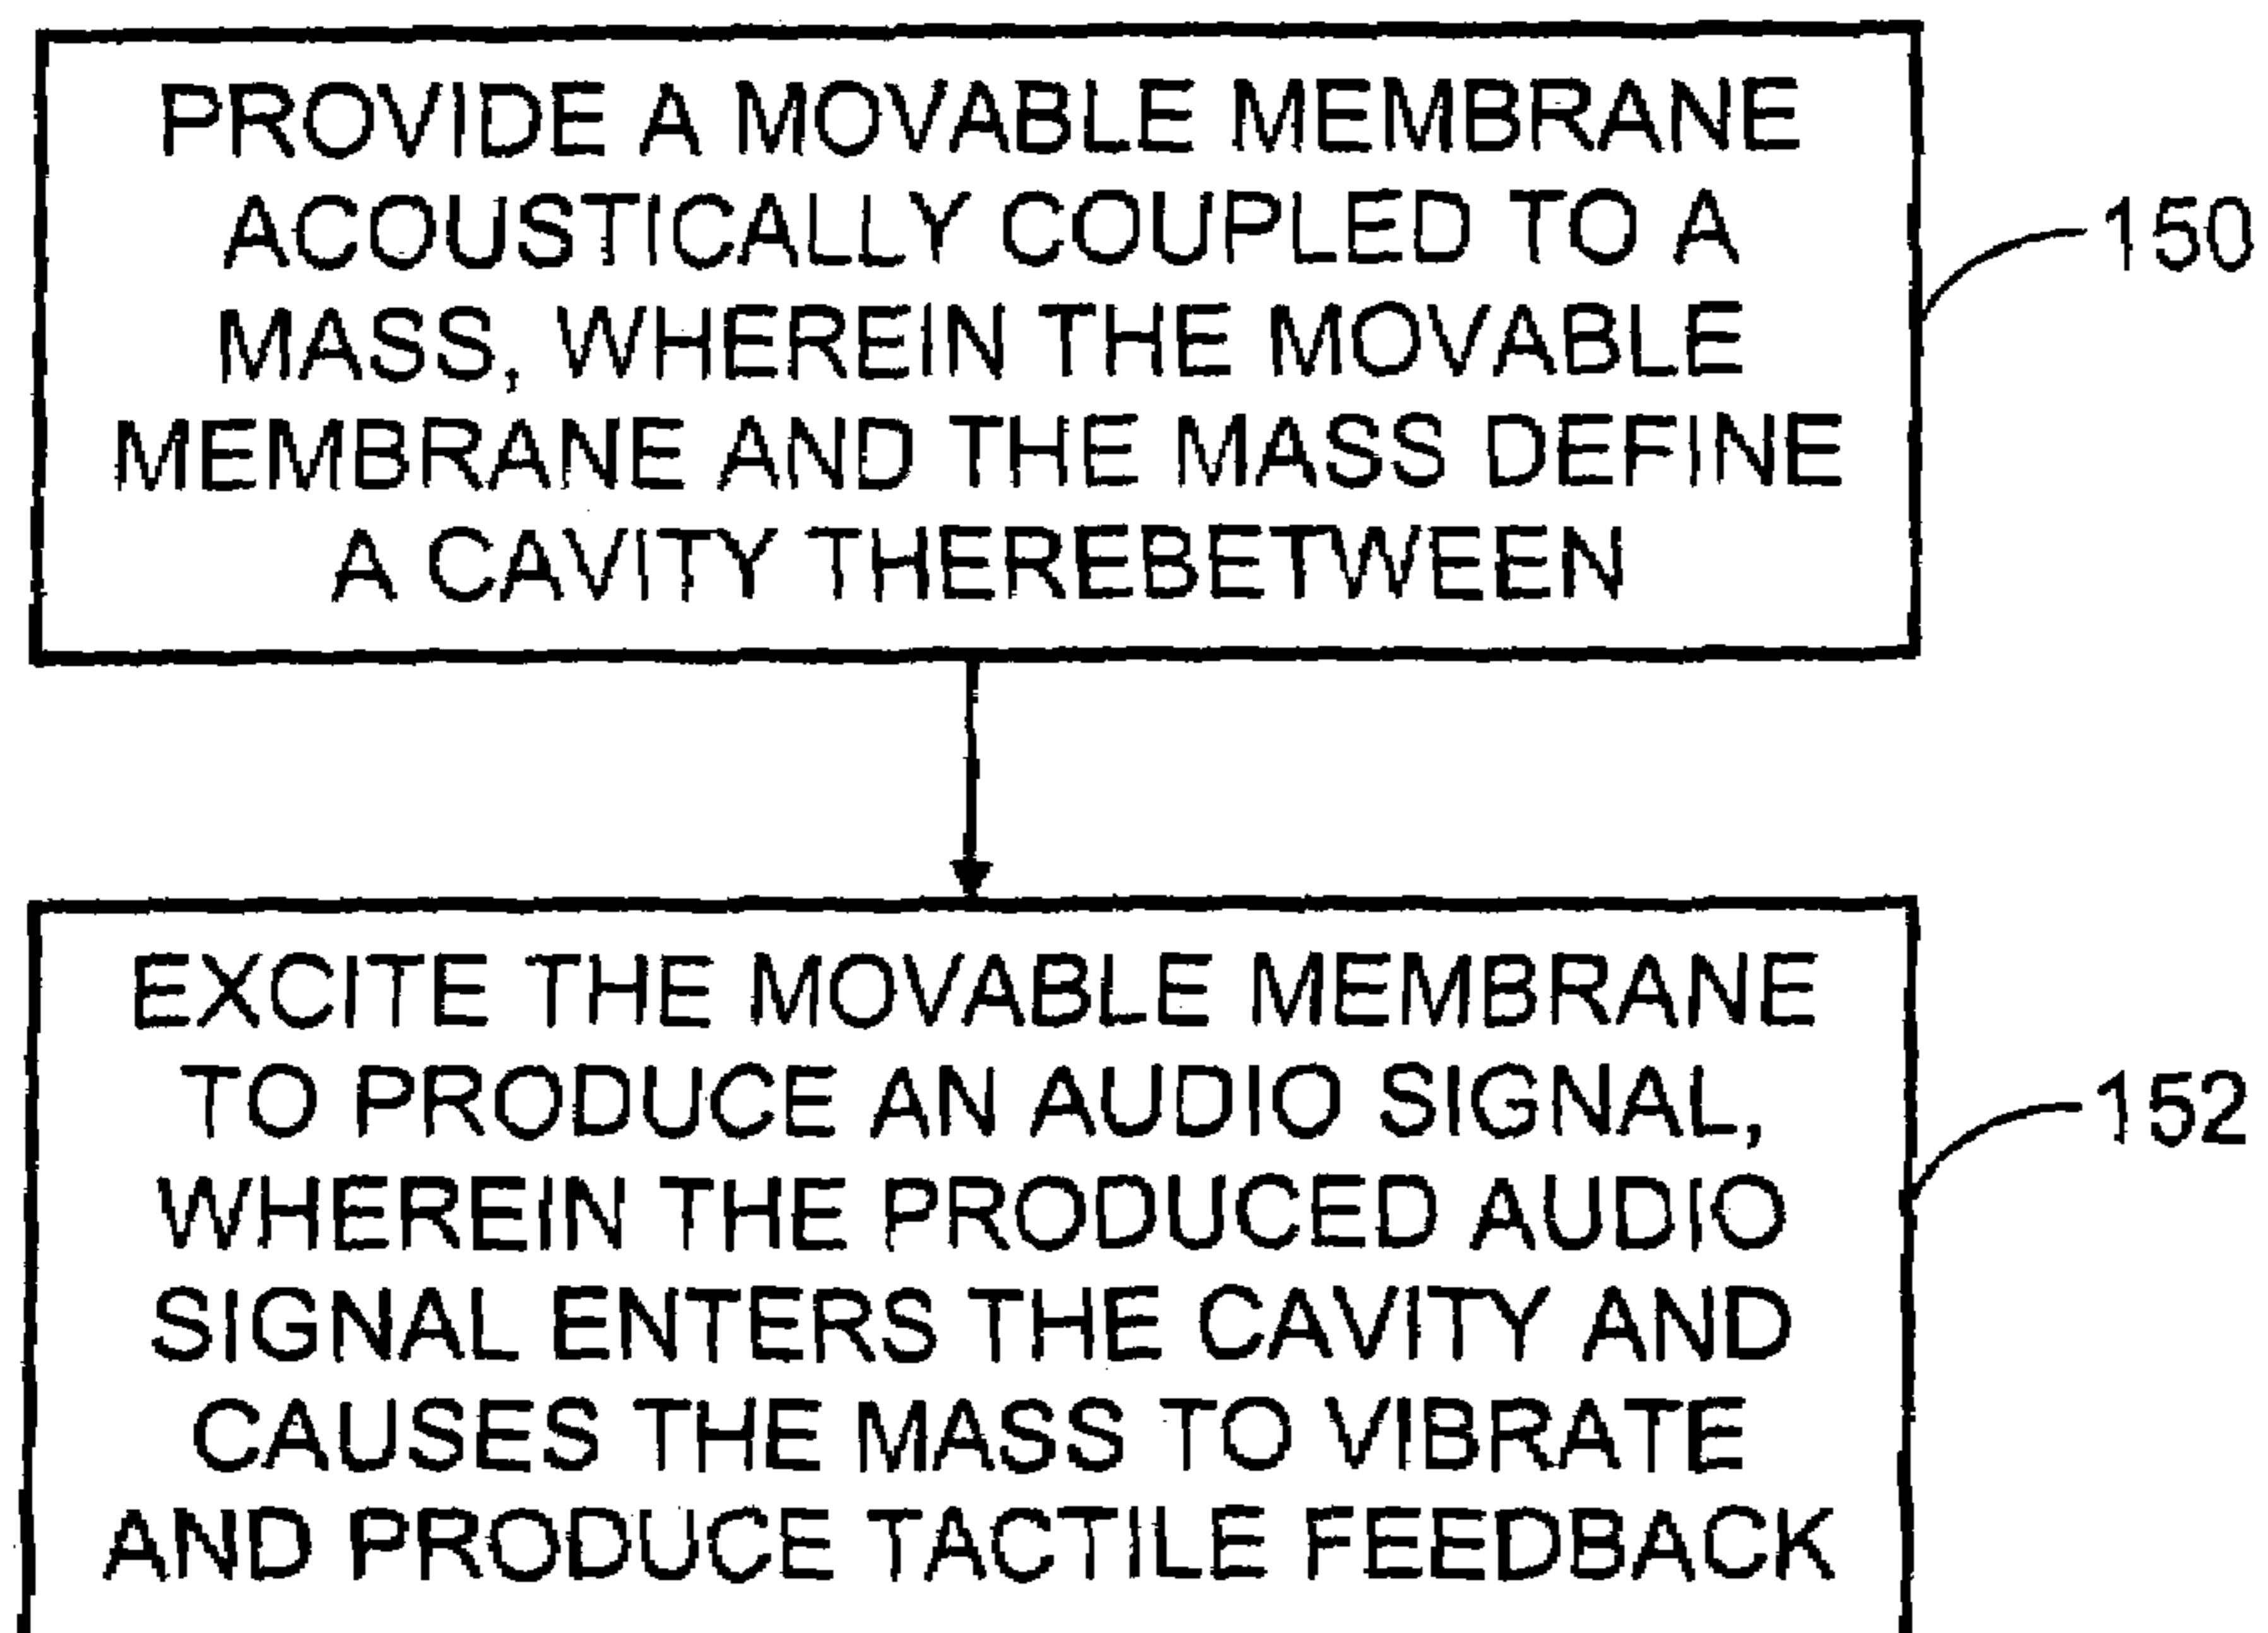 PROVIDE A MOVABLE MEMBRANE
ACOUSTICALLY COUPLED TO A
MASS, WHEREIN THE MOVABLE
MEMBRANE AND THE MASS DEFINE
A CAVITY THEREBETWEEN
150
EXCITE THE MOVABLE MEMBRANE
TO PRODUCE AN AUDIO SIGNAL,
WHEREIN THE PRODUCED AUDIO
SIGNAL ENTERS THE CAVITY AND
CAUSES THE MASS TO VIBRATE
AND PRODUCE TACTILE FEEDBACK
152